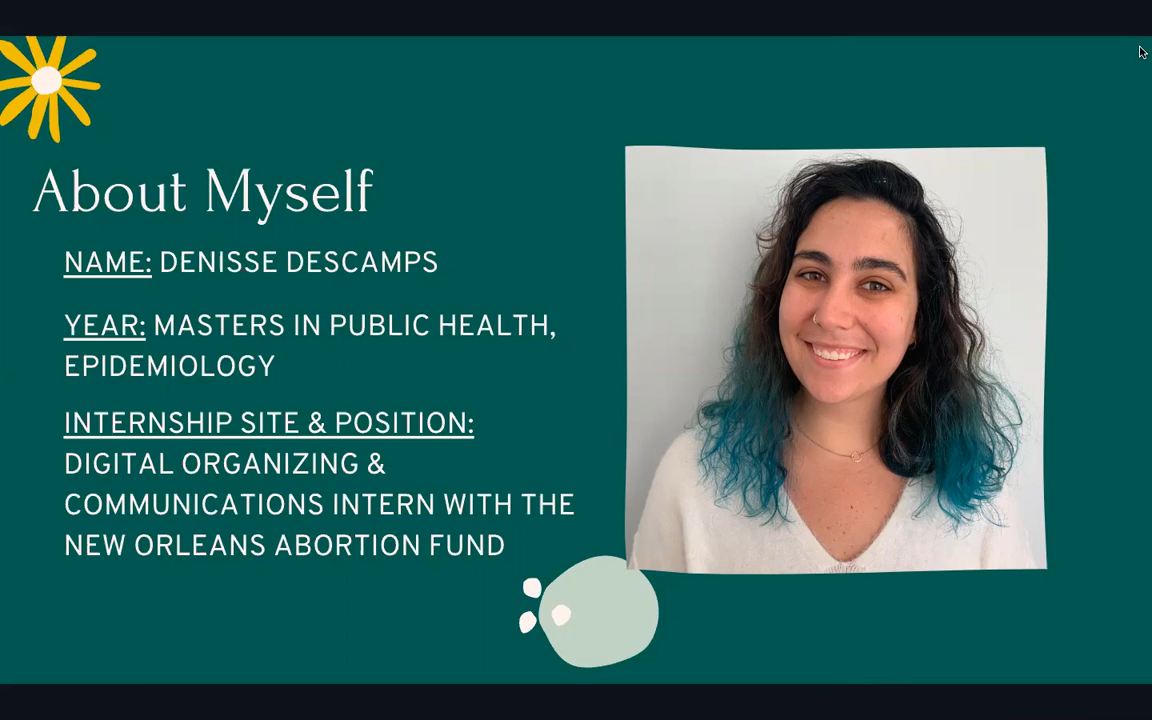 About Myself
NAME: DENISSE DESCAMPS
YEAR: MASTERS IN PUBLIC HEALTH,
EPIDEMIOLOGY
INTERNSHIP SITE & POSITION:
DIGITAL ORGANIZING &
COMMUNICATIONS INTERN WITH THE
NEW ORLEANS ABORTION FUND